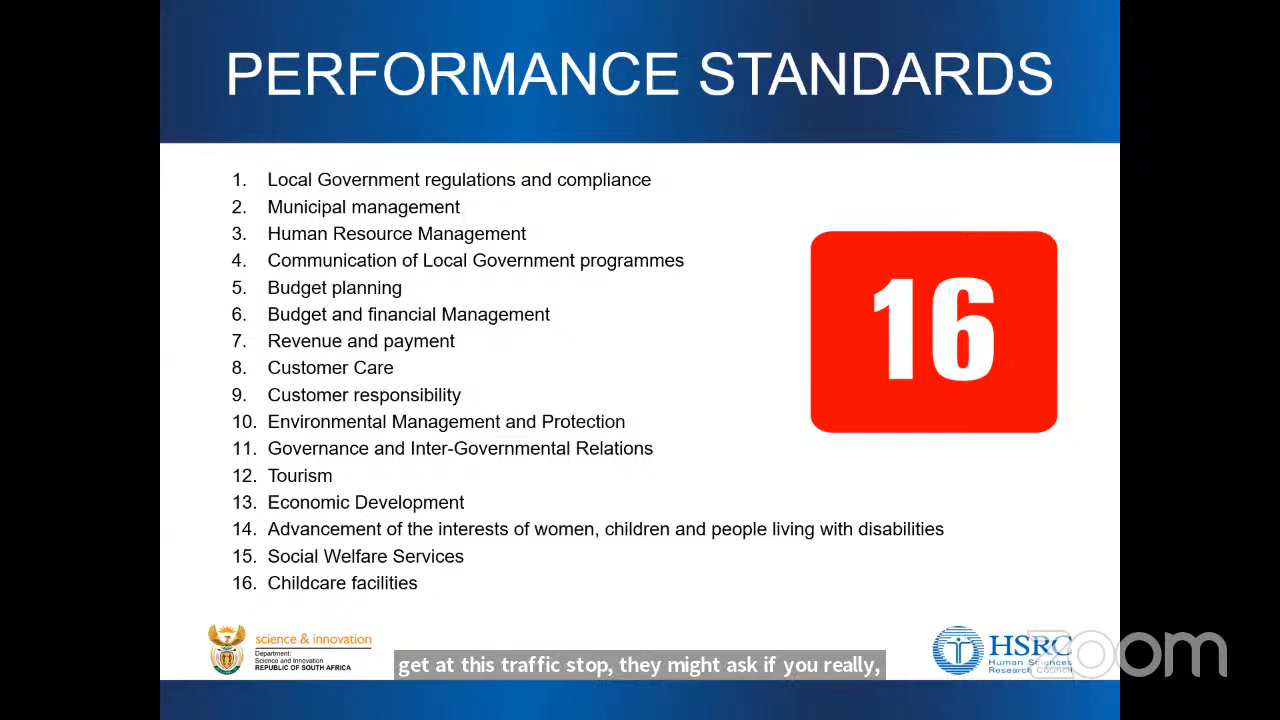 PERFORMANCE STANDARDS
1. Local Government regulations and compliance
2. Municipal management
3. Human Resource Management
4. Communication of Local Government programmes
5. Budget planning
6. Budget and financial Management
7. Revenue and payment
8. Customer Care
9. Customer responsibility
10. Environmental Management and Protection
11. Governance and Inter-Governmental Relations
12. Tourism
13. Economic Development
14. Advancement of the interests of women, children and people living with disabilities
15. Social Welfare Services
16. Childcare facilities
16
science & innovation
Department:
Science and Innovation
REPUBLIC OF SOUTH AFRICA
get at this traffic stop, they might ask if you really,
HSRC
Human Sciences
Research Council
zoom